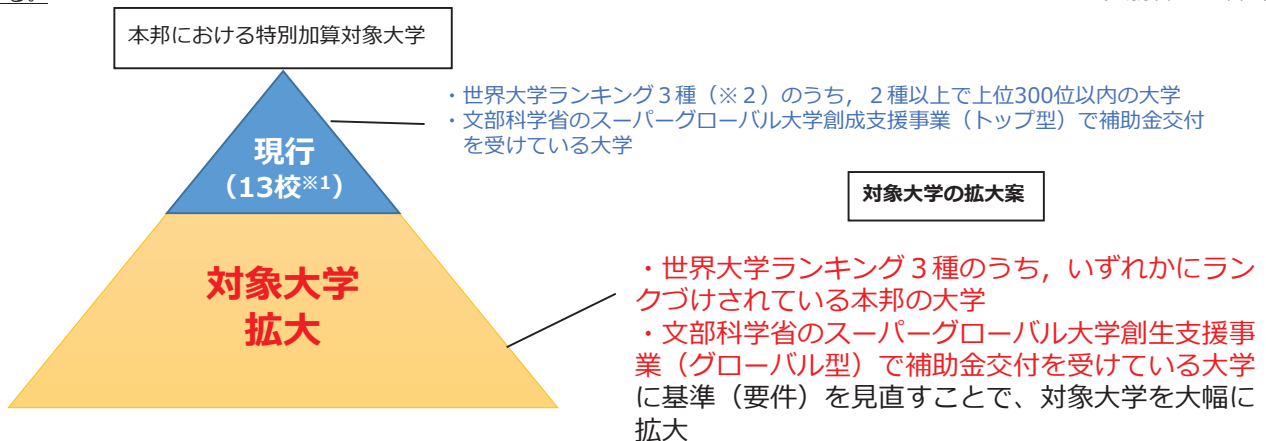 る。
本邦における特別加算対象大学
・世界大学ランキング３種（※２）のうち，２種以上で上位300位以内の大学
・文部科学省のスーパーグローバル大学創成支援事業（トップ型）で補助金交付
を受けている大学
現行
（13校※1）
対象大学の拡大案
対象大学
拡大
・世界大学ランキング３種のうち，いずれかにラン
クづけされている本邦の大学
・文部科学省のスーパーグローバル大学創生支援事
業（グローバル型）で補助金交付を受けている大学
に基準（要件）を見直すことで、対象大学を大幅に
拡大